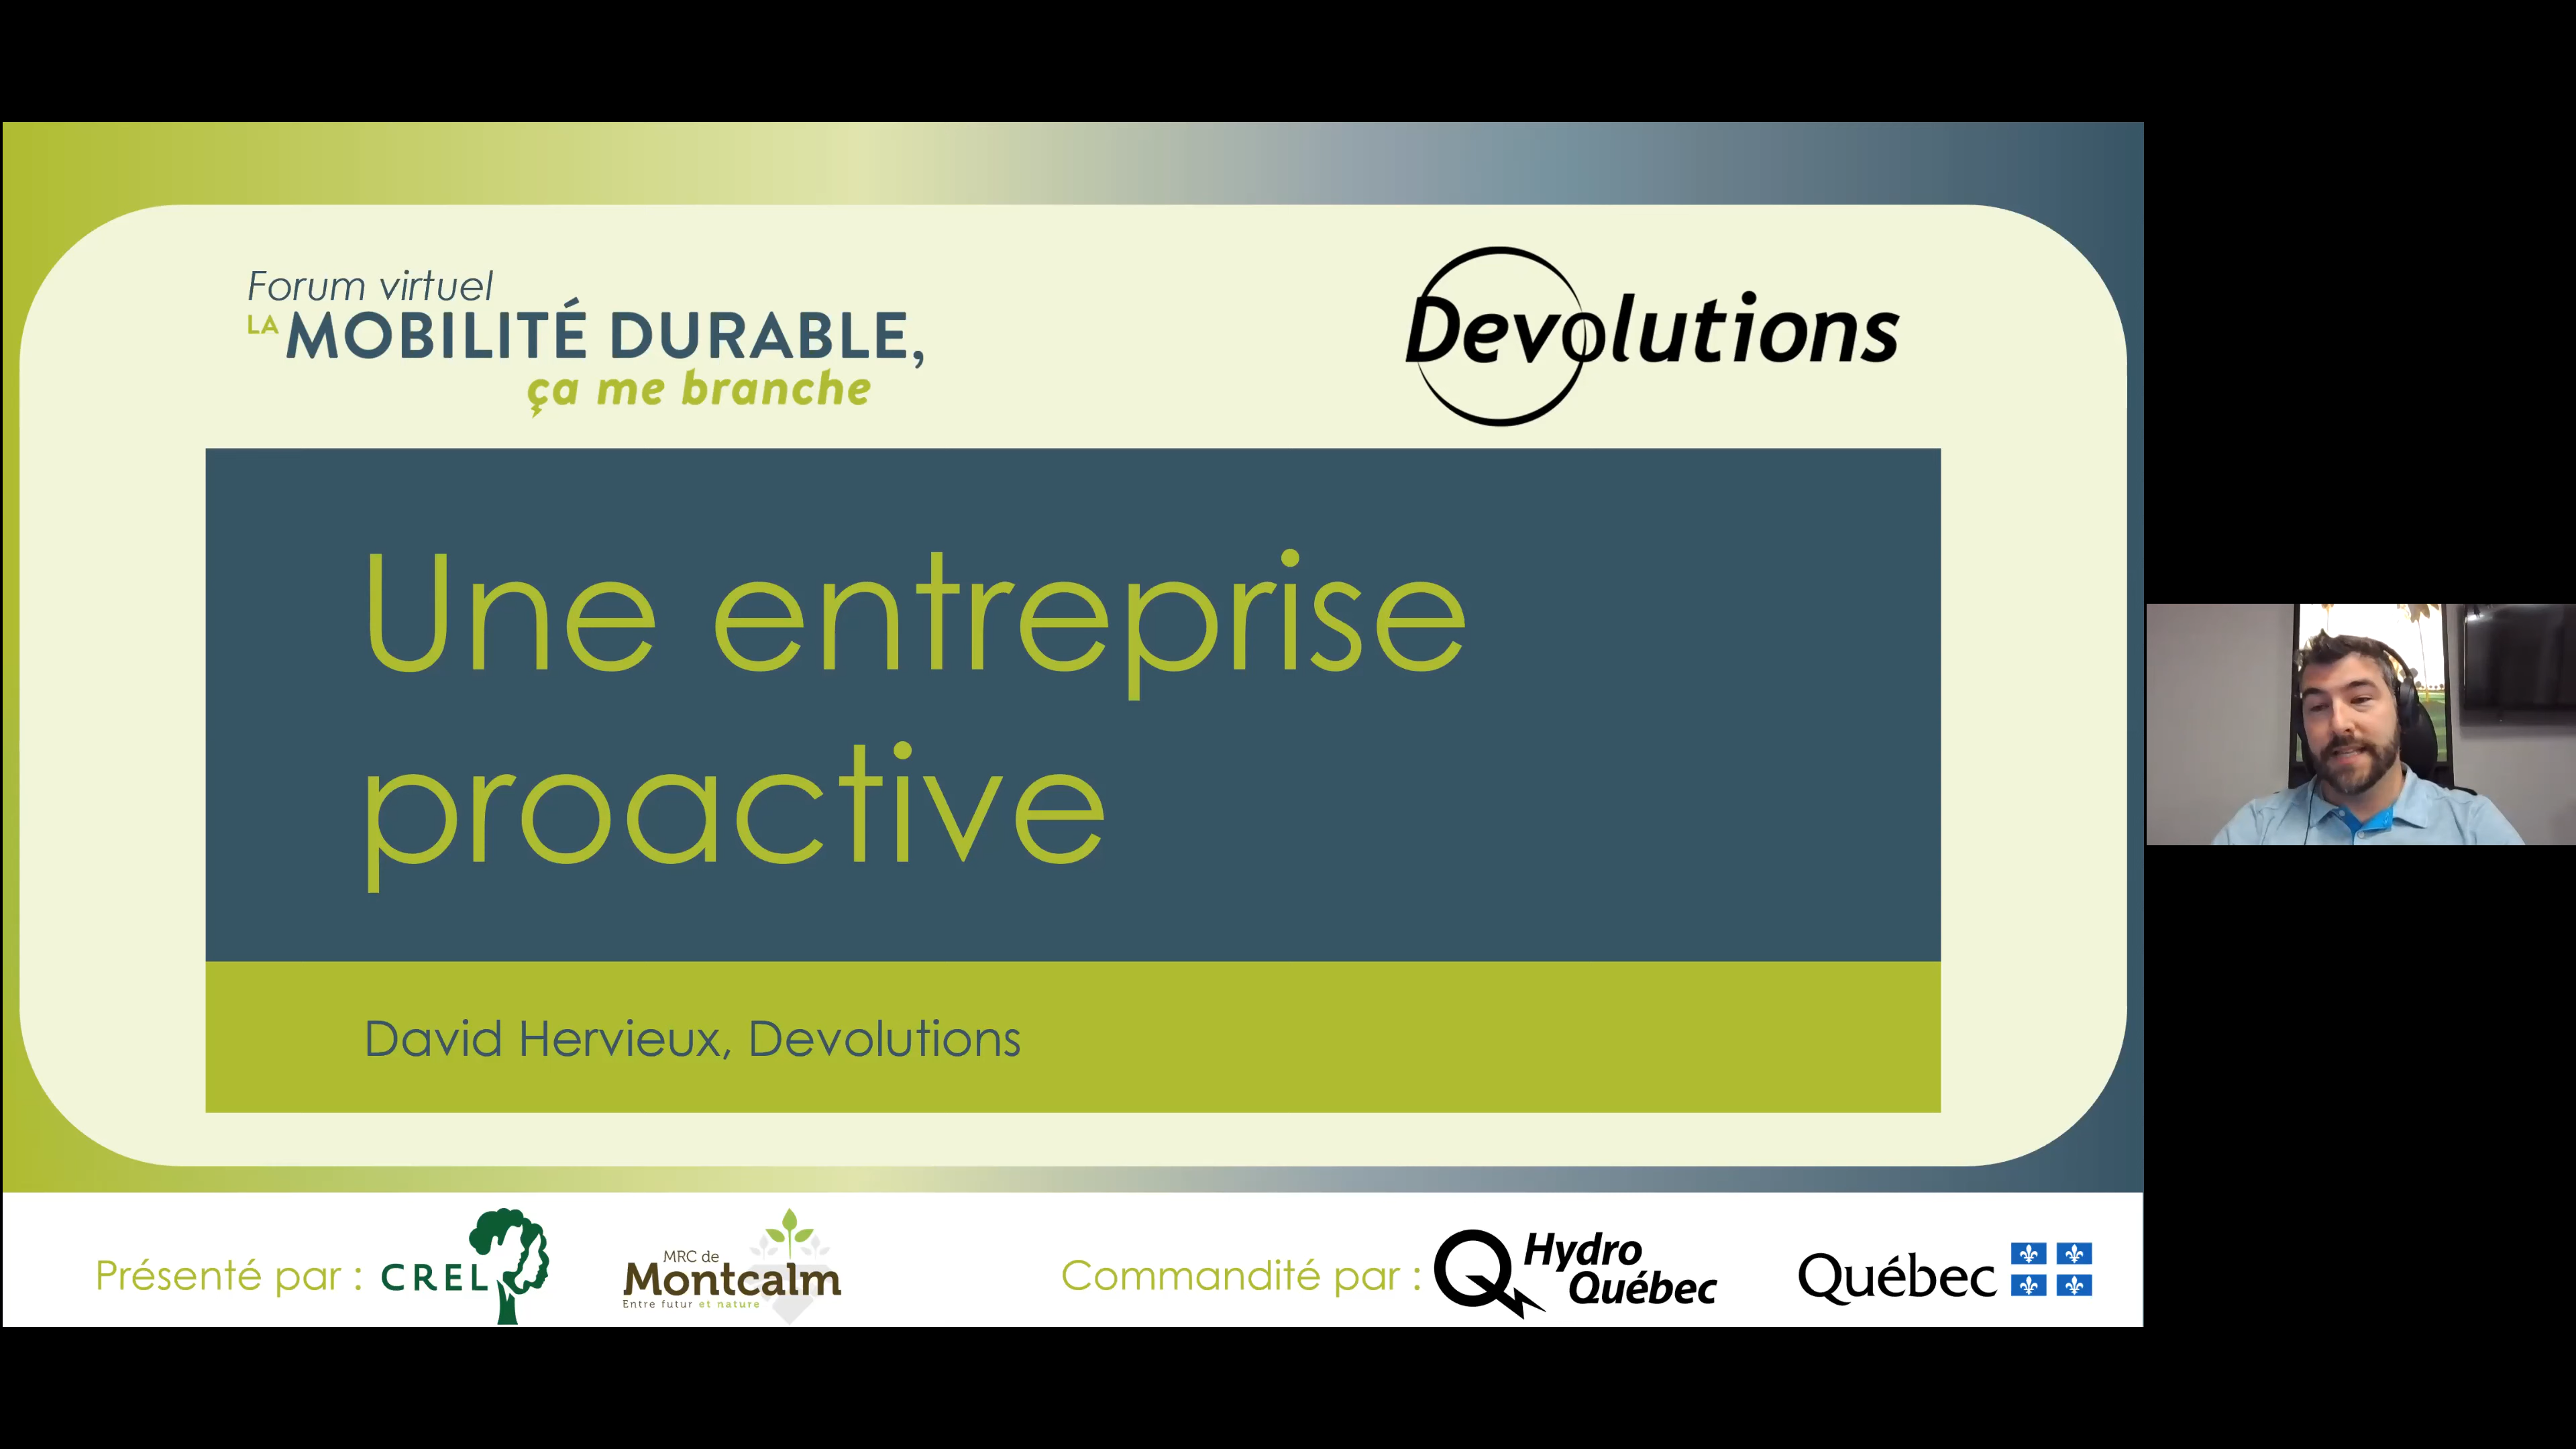 Forum virtuel
LA MOBILITÉ DURABLE,
ça me branche
Devolutions
Une entreprise
proactive
David Hervieux, Devolutions
Présenté par :
CREL
MRC de
Montcalm
Entre futur et nature
Commandité par :
Hydro
Québec
Québec